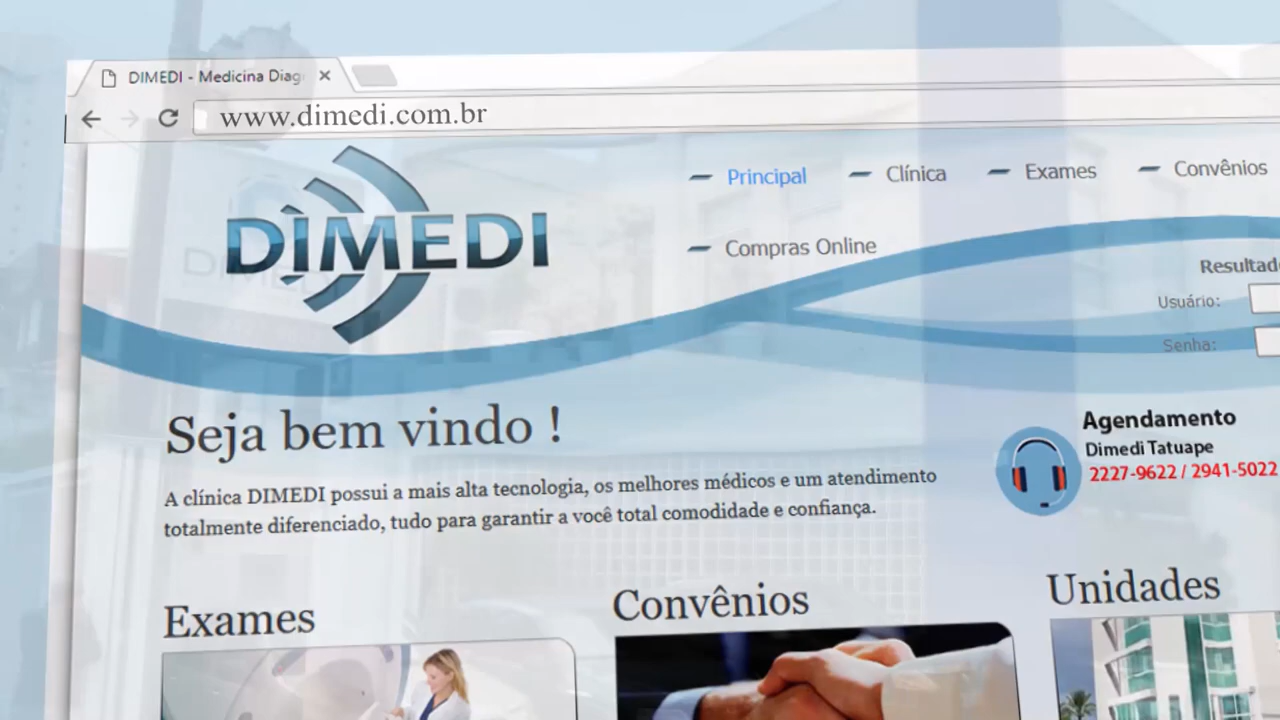 DIMEDI - Medicina Diag
www.dimedi.com.br
DIMEDI
Principal
Clínica
Exames
Convênios
Compras Online
Usuário:
Senha:
Seja bem vindo !
A clínica DIMEDI possui a mais alta tecnologia, os melhores médicos e um atendimento
totalmente diferenciado, tudo para garantir a você total comodidade e confiança.
Agendamento
Dimedi Tatuape
2227-9622 / 2941-5022
Exames
Convênios
Unidades